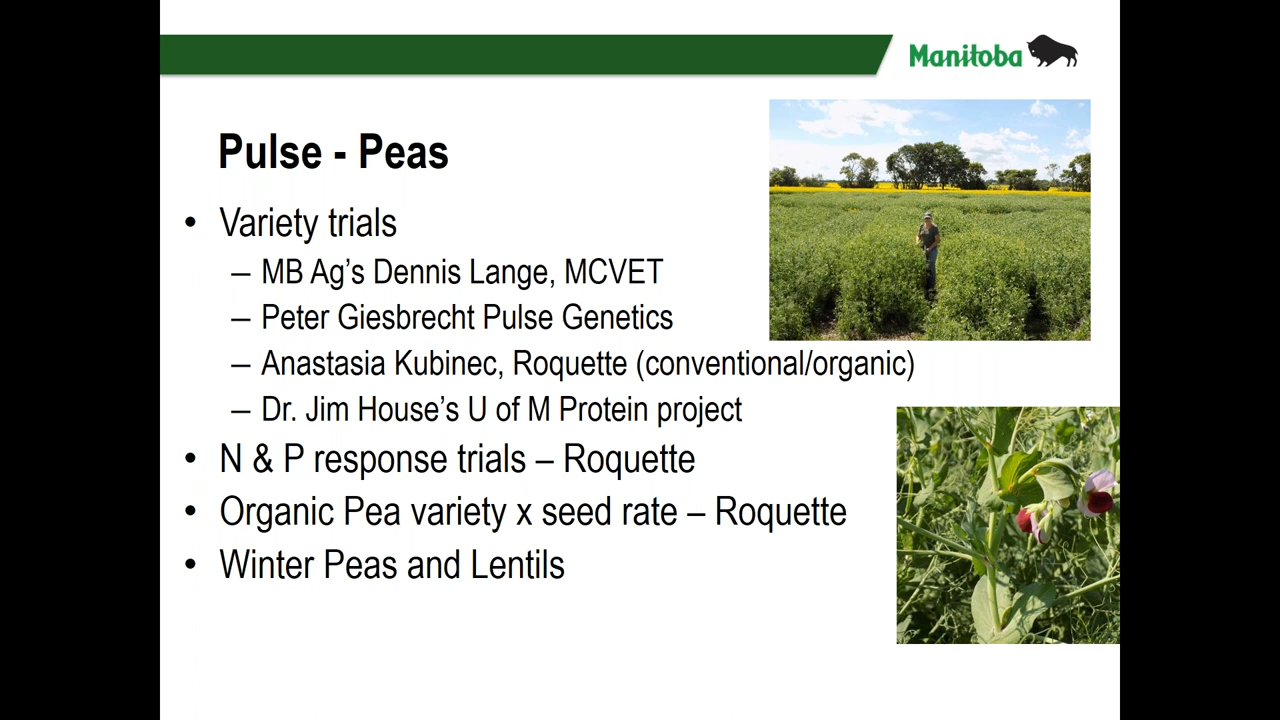 Manitoba
Pulse - Peas
• Variety trials
– MB Ag’s Dennis Lange, MCVET
– Peter Giesbrecht Pulse Genetics
– Anastasia Kubinec, Roquette (conventional/organic)
– Dr. Jim House’s U of M Protein project
• N & P response trials – Roquette
• Organic Pea variety x seed rate – Roquette
• Winter Peas and Lentils